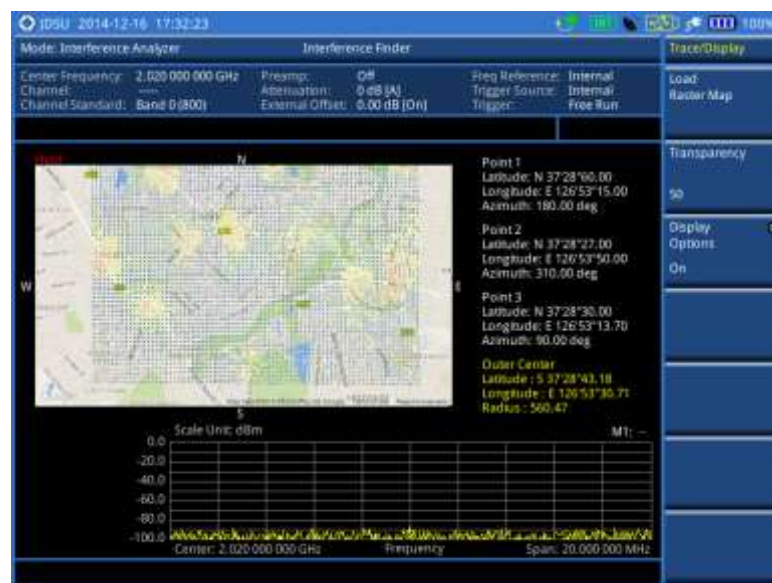 JDSU 2014-12-16 17:32:23
100%
Mode: Interference Analyzer
Interference Finder
Trace/Display
Center Frequency: 2.020 000 000 GHz
Channel: ----
Channel Standard: Band 0 (800)
Preamp: Off
Attenuation: 0 dB [A]
External Offset: 0.00 dB [On]
Freq Reference: Internal
Trigger Source: Internal
Trigger: Free Run
Load
Raster Map
Transparency
50
Display
Options
On
N
W
E
S
Point 1
Latitude: N 37'28"60.00
Longitude: E 126'53"15.00
Azimuth: 180.00 deg
Point 2
Latitude: N 37'28"27.00
Longitude: E 126'53"50.00
Azimuth: 310.00 deg
Point 3
Latitude: N 37'28"30.00
Longitude: E 126'53"13.70
Azimuth: 90.00 deg
Outer Center
Latitude : S 37'28"43.18
Longitude : E 126'53"30.71
Radius : 560.47
Scale Unit: dBm
M1: --
0.0
-20.0
-40.0
-60.0
-80.0
-100.0
Center: 2.020 000 000 GHz
Frequency
Span: 20.000 000 MHz